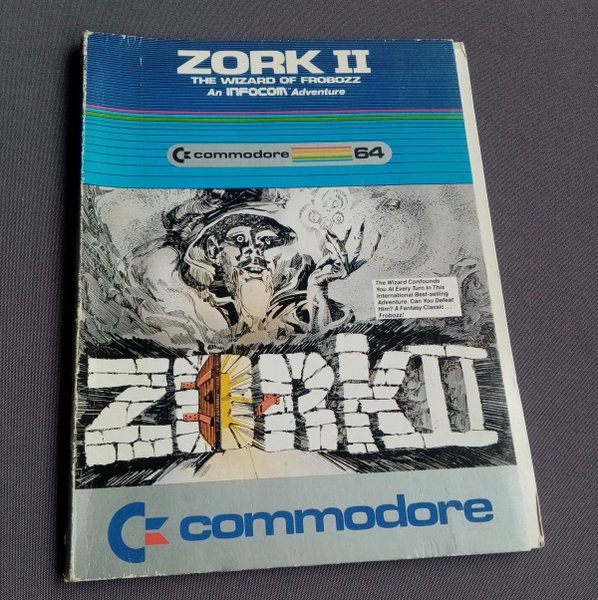 ZORK II
THE WIZARD OF FROBOZZ
An INFOCOM™ Adventure
commodore 64
The Wizard Confounds
You At Every Turn In This
International Best-selling
Adventure. Can You Defeat
Him? A Fantasy Classic ...
Frobozz!
ZORK II
commodore